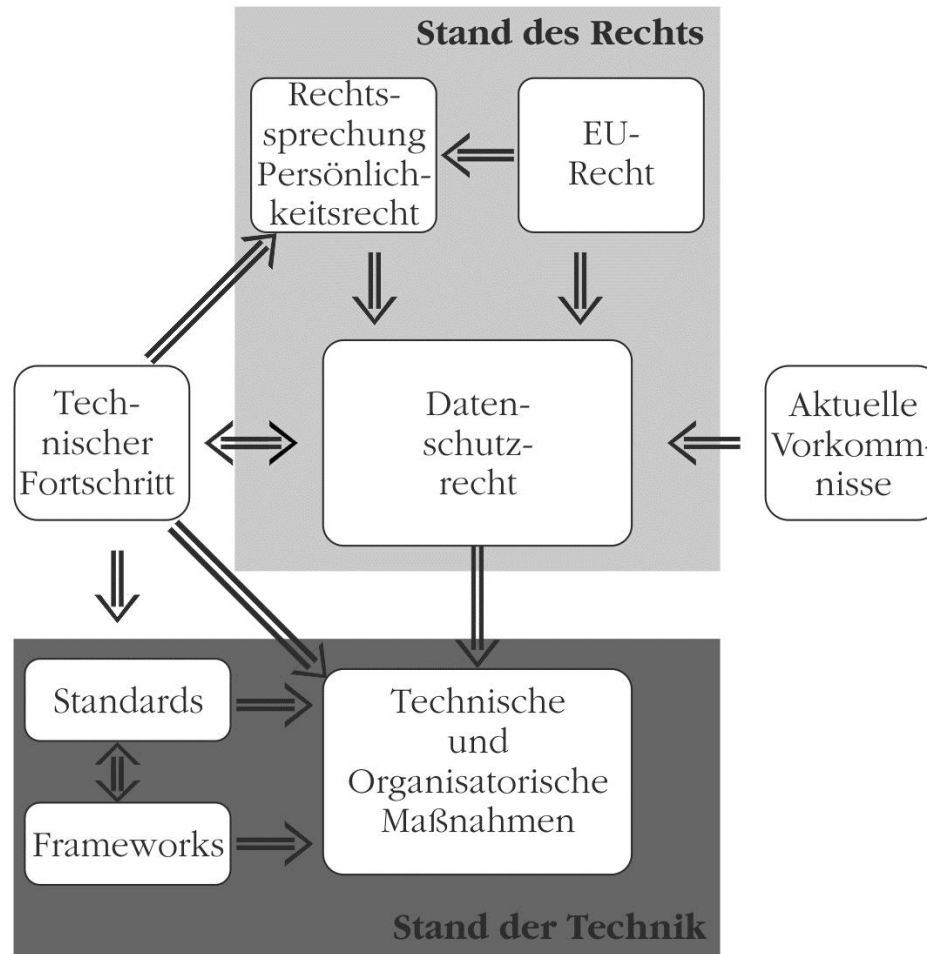 Stand des Rechts
Rechts-
sprechung
Persönlich-
keitsrecht
EU-
Recht
Tech-
nischer
Fortschritt
Daten-
schutz-
recht
Aktuelle
Vorkomm-
nisse
Standards
Frameworks
Technische
und
Organisatorische
Maßnahmen
Stand der Technik